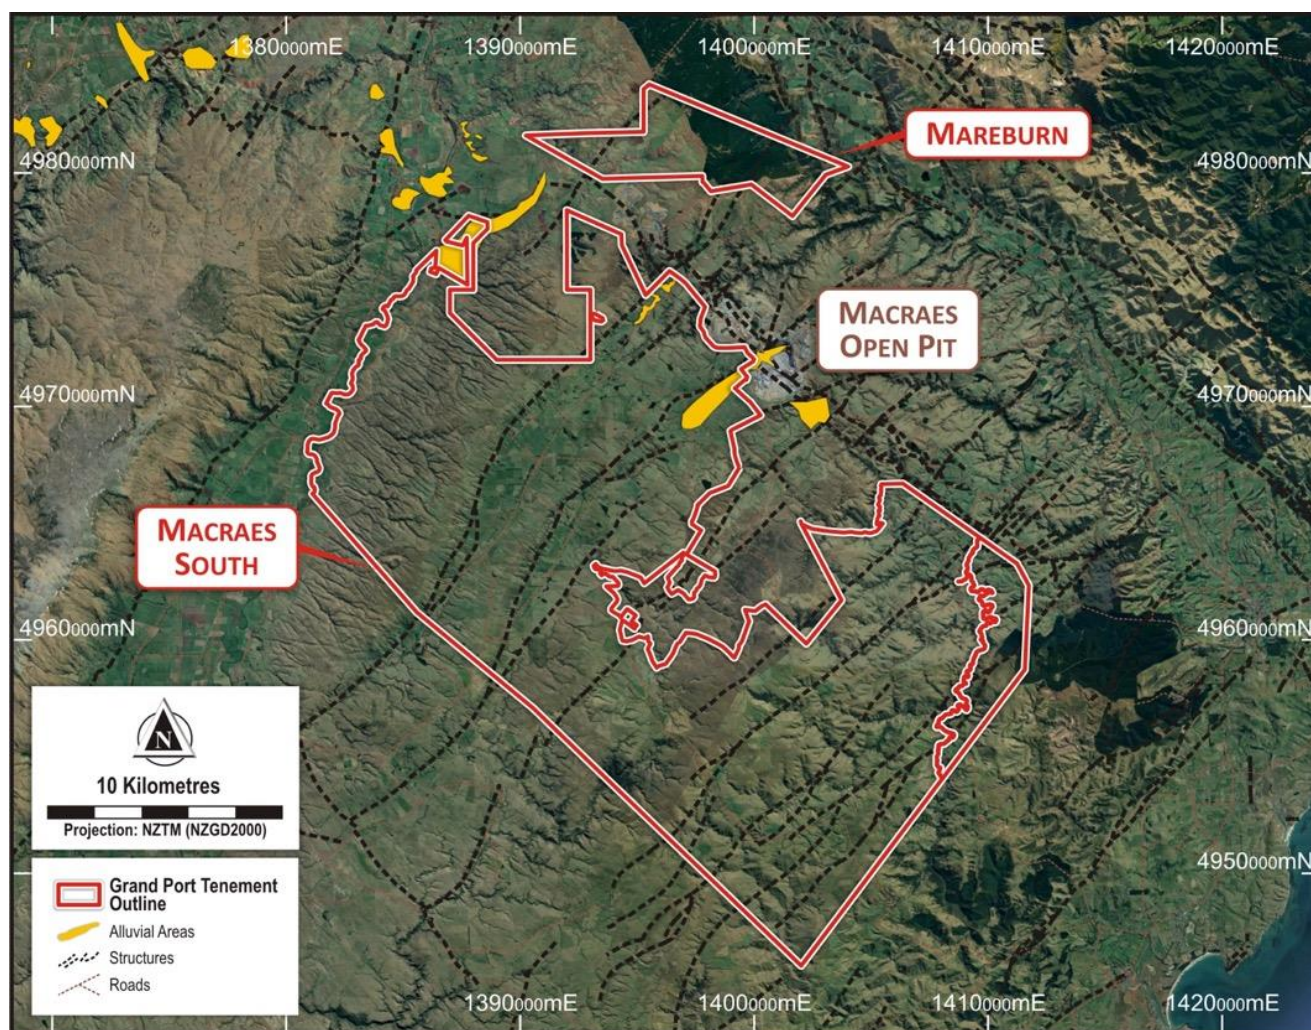 1380000mE 1390000mE 1400000mE 1410000mE 1420000mE
MAREBURN
4980000mN 4980000mN
MACRAES
OPEN PIT
4970000mN 4970000mN
MACRAES
SOUTH
4960000mN 4960000mN
N
10 Kilometres
Projection: NZTM (NZGD2000)
4950000mN
Grand Port Tenement
Outline
Alluvial Areas
Structures
Roads
1390000mE 1400000mE 1410000mE 1420000mE